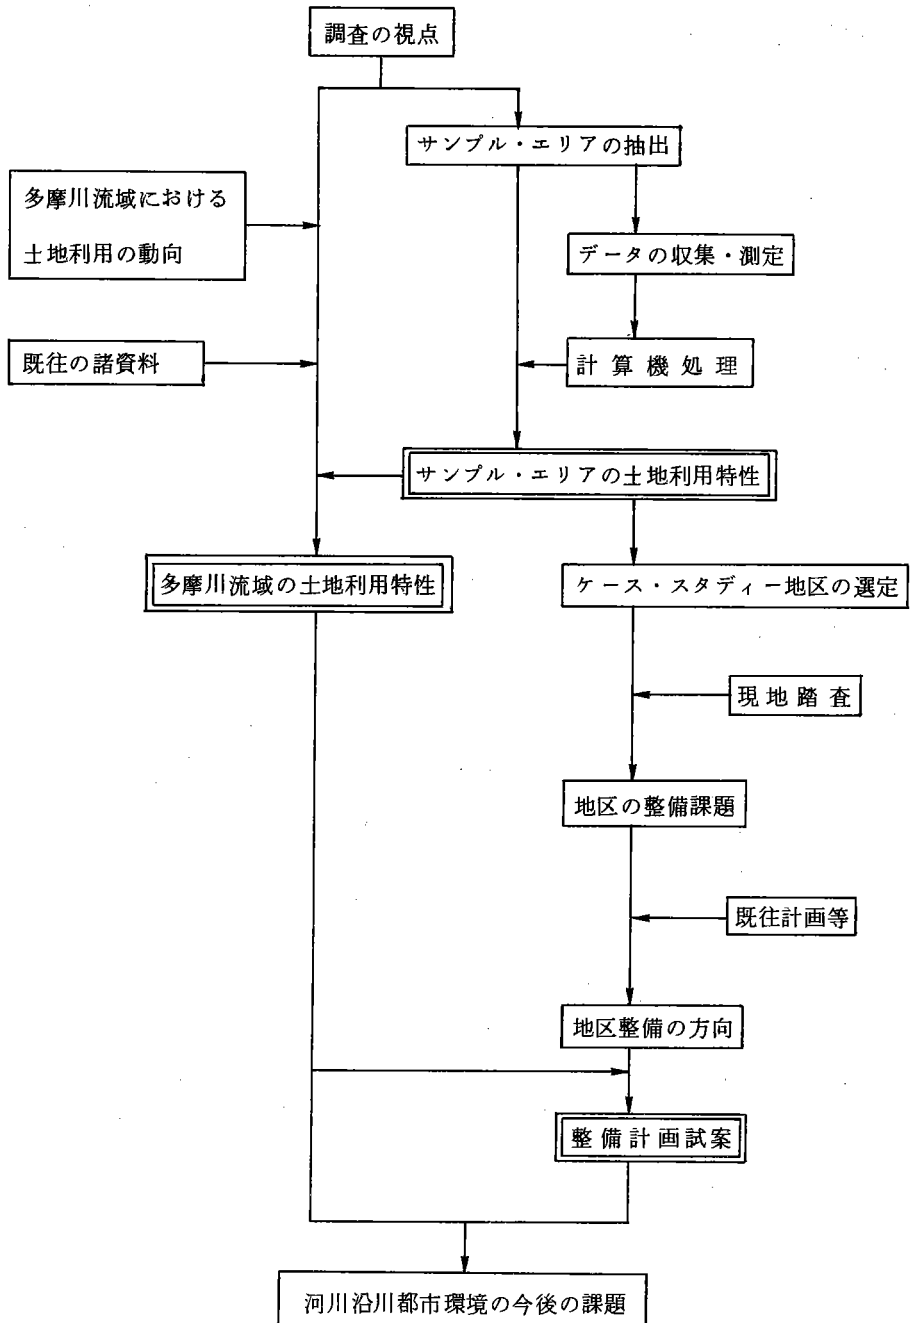 調査の視点
サンプル・エリアの抽出
多摩川流域における
土地利用の動向
データの収集・測定
既往の諸資料
計算機処理
サンプル・エリアの土地利用特性
多摩川流域の土地利用特性
ケース・スタディー地区の選定
現地踏査
地区の整備課題
既往計画等
地区整備の方向
整備計画試案
河川沿川都市環境の今後の課題